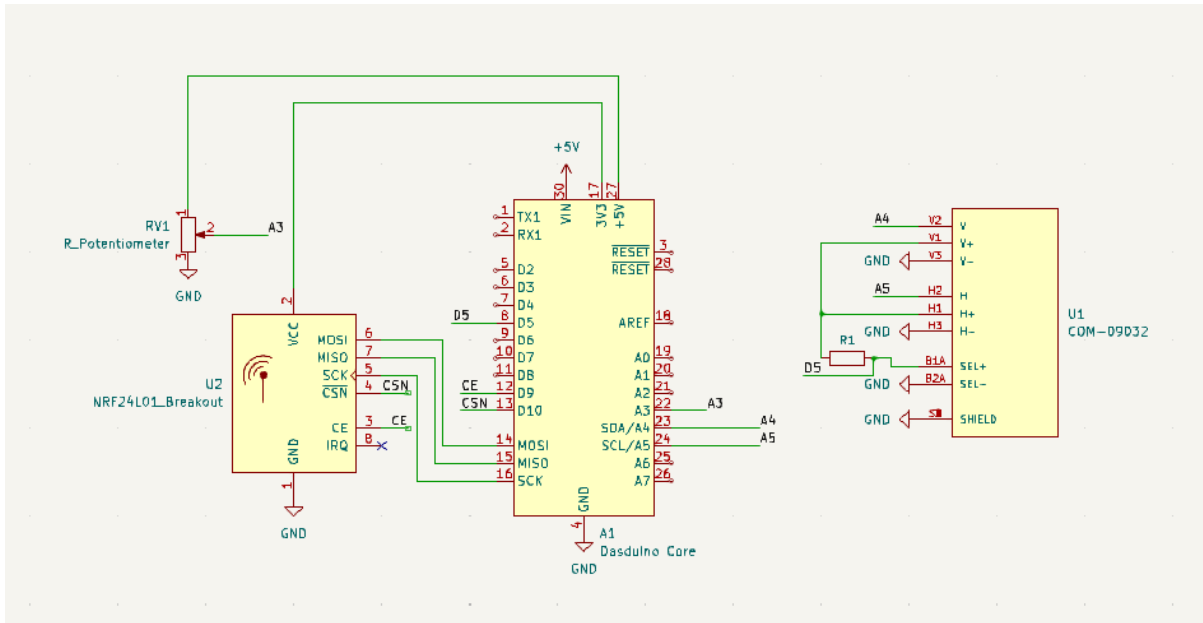 +5V
30
17
27
VIN
3V3
+5V
RV1
R_Potentiometer
1
2
3
A3
GND
1
TX1
2
RX1
5
D2
6
D3
7
D4
D5
8
D5
9
D6
10
D7
11
D8
CE
12
D9
CSN
13
D10
14
MOSI
15
MISO
16
SCK
RESET
3
RESET
28
AREF
18
A0
19
A1
20
A2
21
A3
22
A3
SDA/A4
23
A4
SCL/A5
24
A5
A6
25
A7
26
GND
4
GND
A1
Dasduino Core
2
VCC
MOSI
6
MISO
7
SCK
5
CSN
4
CSN
CE
3
CE
IRQ
8
U2
NRF24L01_Breakout
GND
1
GND
A4
V2
V
V1
V+
GND
V3
V-
A5
H2
H
H1
H+
GND
H3
H-
R1
B1A
SEL+
D5
GND
B2A
SEL-
GND
SHIELD
U1
COM-09032